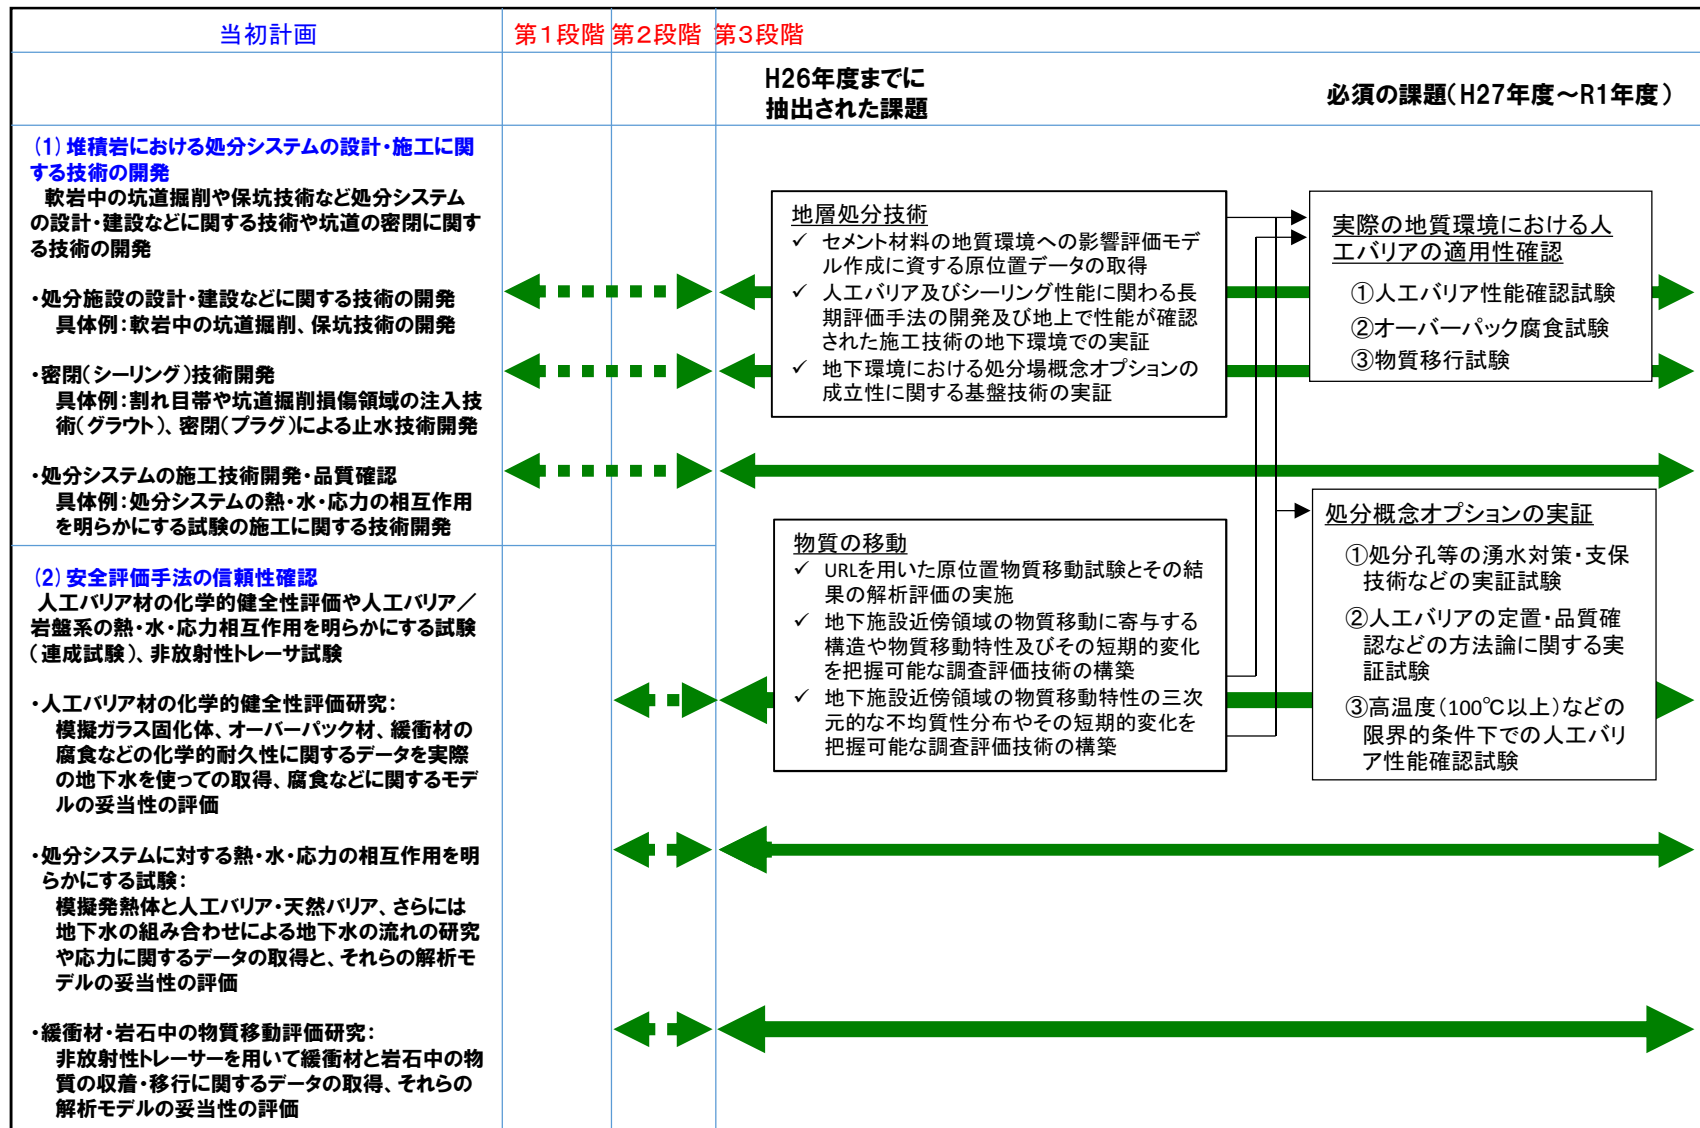 当初計画
第１段階
第２段階
第３段階
H26年度までに
抽出された課題
必須の課題(H27年度～R1年度)
(1)堆積岩における処分システムの設計・施工に関
する技術の開発
軟岩中の坑道掘削や保坑技術など処分システム
の設計・建設などに関する技術や坑道の密閉に関す
る技術の開発
・処分施設の設計・建設などに関する技術の開発
具体例：軟岩中の坑道掘削、保坑技術の開発
・密閉(シーリング)技術開発
具体例：割れ目帯や坑道掘削損傷領域の注入技
術(グラウト)、密閉(プラグ)による止水技術開発
・処分システムの施工技術開発・品質確認
具体例：処分システムの熱・水・応力の相互作用
を明らかにする試験の施工に関する技術開発
(2)安全評価手法の信頼性確認
人工バリア材の化学的健全性評価や人工バリア／
岩盤系の熱・水・応力相互作用を明らかにする試験
(連成試験)、非放射性トレーサ試験
・人工バリア材の化学的健全性評価研究：
模擬ガラス固化体、オーバーパック材、緩衝材の
腐食などの化学的耐久性に関するデータを実際
の地下水を使っての取得、腐食などに関するモデ
ルの妥当性の評価
・処分システムに対する熱・水・応力の相互作用を明
らかにする試験：
模擬発熱体と人工バリア・天然バリア、さらには
地下水の組み合わせによる地下水の流れの研究
や応力に関するデータの取得と、それらの解析モ
デルの妥当性の評価
・緩衝材・岩石中の物質移動評価研究：
非放射性トレーサーを用いて緩衝材と岩石中の物
質の収着・移行に関するデータの取得、それらの
解析モデルの妥当性の評価
地層処分技術
✓ セメント材料の地質環境への影響評価モデ
ル作成に資する原位置データの取得
✓ 人工バリア及びシーリング性能に関わる長
期評価手法の開発及び地上で性能が確認
された施工技術の地下環境での実証
✓ 地下環境における処分場概念オプションの
成立性に関する基盤技術の実証
物質の移動
✓ URLを用いた原位置物質移動試験とその結
果の解析評価の実施
✓ 地下施設近傍領域の物質移動に寄与する
構造や物質移動特性及びその短期的変化
を把握可能な調査評価技術の構築
✓ 地下施設近傍領域の物質移動特性の三次
元的な不均質性分布やその短期的変化を
把握可能な調査評価技術の構築
実際の地質環境における人
工バリアの適用性確認
①人工バリア性能確認試験
②オーバーパック腐食試験
③物質移行試験
処分概念オプションの実証
①処分孔等の湧水対策・支保
技術などの実証試験
②人工バリアの定置・品質確
認などの方法論に関する実
証試験
③高温度(100℃以上)などの
限界的条件下での人工バリ
ア性能確認試験